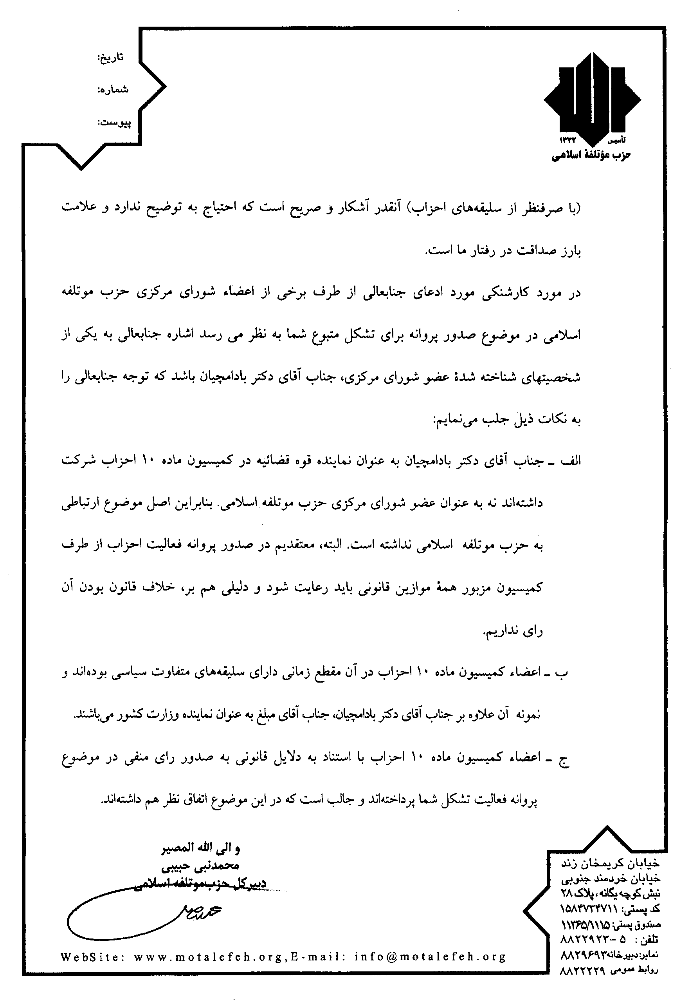 تاریخ:
شماره:
پیوست:
تأسیس ۱۳۴۲
حزب مؤتلفهٔ اسلامی
(با صرفنظر از سلیقه‌های احزاب) آنقدر آشکار و صریح است که احتیاج به توضیح ندارد و علامت
بارز صداقت در رفتار ما است.
در مورد کارشنکی مورد ادعای جنابعالی از طرف برخی از اعضاء شورای مرکزی حزب موتلفه
اسلامی در موضوع صدور پروانه برای تشکل متبوع شما به نظر می رسد اشاره جنابعالی به یکی از
شخصیتهای شناخته شدهٔ عضو شورای مرکزی، جناب آقای دکتر بادامچیان باشد که توجه جنابعالی را
به نکات ذیل جلب می‌نمایم:
الف ـ جناب آقای دکتر بادامچیان به عنوان نماینده قوه قضائیه در کمیسیون ماده ۱۰ احزاب شرکت
داشته‌اند نه به عنوان عضو شورای مرکزی حزب موتلفه اسلامی. بنابراین اصل موضوع ارتباطی
به حزب موتلفه اسلامی نداشته است. البته، معتقدیم در صدور پروانه فعالیت احزاب از طرف
کمیسیون مزبور همهٔ موازین قانونی باید رعایت شود و دلیلی هم بر، خلاف قانون بودن آن
رای نداریم.
ب ـ اعضاء کمیسیون ماده ۱۰ احزاب در آن مقطع زمانی دارای سلیقه‌های متفاوت سیاسی بوده‌اند و
نمونه آن علاوه بر جناب آقای دکتر بادامچیان، جناب آقای مبلغ به عنوان نماینده وزارت کشور می‌باشند.
ج ـ اعضاء کمیسیون ماده ۱۰ احزاب با استناد به دلایل قانونی به صدور رای منفی در موضوع
پروانه فعالیت تشکل شما پرداخته‌اند و جالب است که در این موضوع اتفاق نظر هم داشته‌اند.
و الی الله المصیر
محمدنبی حبیبی
دبیرکل حزب‌موتلفه اسلامی
خیابان کریمخان زند
خیابان خردمند جنوبی
نبش کوچه یگانه، پلاک ۲۸
کد پستی: ۱۵۸۴۷۳۴۷۱۱
صندوق پستی: ۱۱۳۶۵/۱۱۱۵
تلفن : ۵ -۸۸۲۲۹۲۳
نمابر: دبیرخانه ۸۸۲۹۶۹۳
روابط عمومی ۸۸۲۲۲۲۹
WebSite: www.motalefeh.org,E-mail: info@motalefeh.org